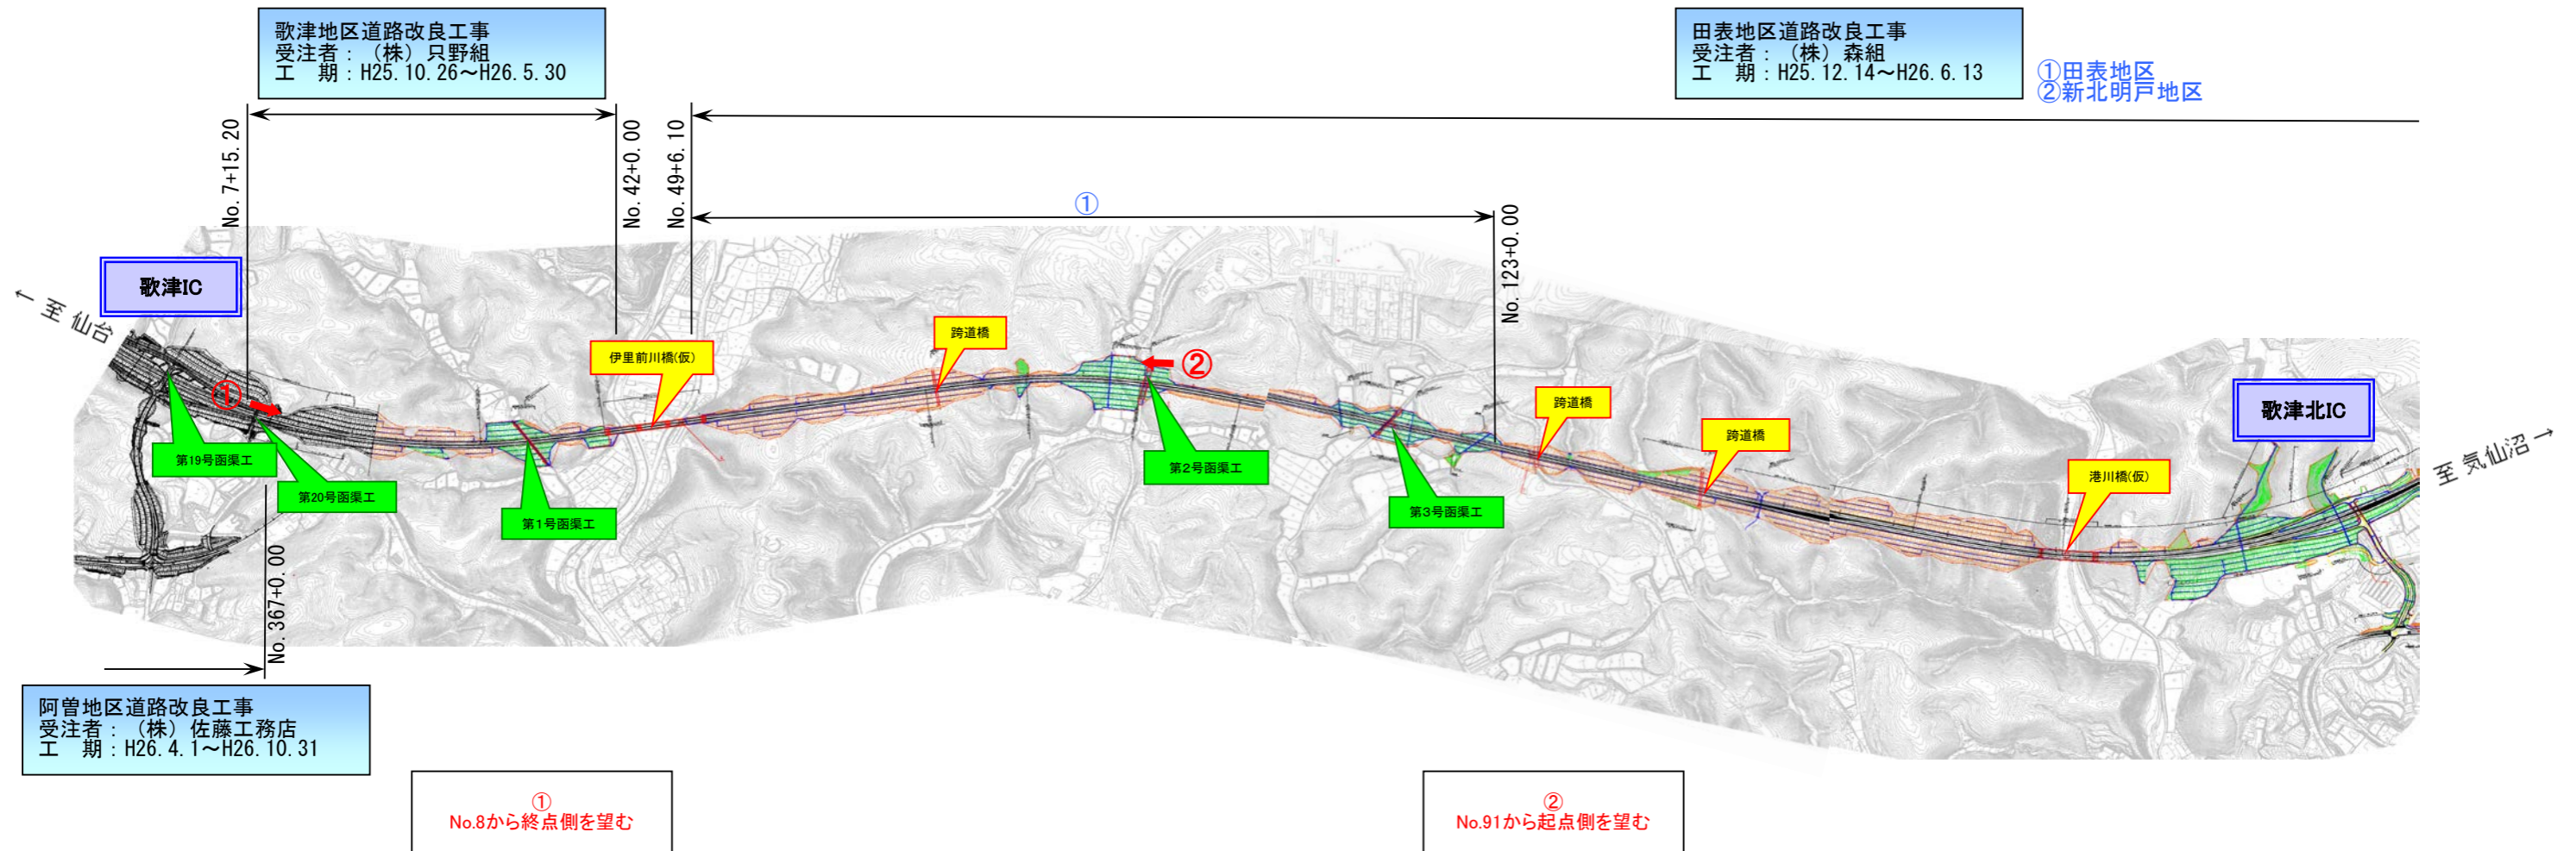 歌津地区道路改良工事
受注者：（株）只野組
工　期：H25.10.26～H26.5.30
田表地区道路改良工事
受注者：（株）森組
工　期：H25.12.14～H26.6.13
①田表地区
②新北明戸地区
No.7+15.20
No.42+0.00
No.49+6.10
①
No.123+0.00
歌津IC
← 至 仙台
跨道橋
伊里前川橋(仮)
②
①
跨道橋
跨道橋
歌津北IC
至 気仙沼 →
第19号函渠工
第20号函渠工
第1号函渠工
第2号函渠工
第3号函渠工
港川橋(仮)
No.367+0.00
阿曽地区道路改良工事
受注者：（株）佐藤工務店
工　期：H26.4.1～H26.10.31
①
No.8から終点側を望む
②
No.91から起点側を望む